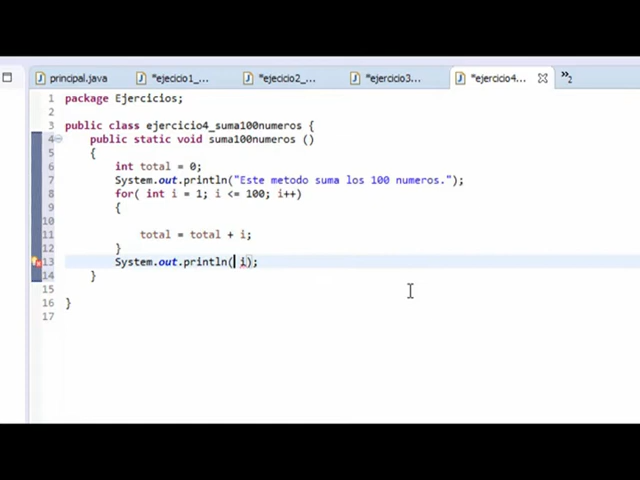 principal.java *ejecicio1_... *ejecicio2_... *ejercicio3... *ejercicio4... »2
1 package Ejercicios;
2
3 public class ejercicio4_suma100numeros {
4 public static void suma100numeros ()
5 {
6 int total = 0;
7 System.out.println("Este metodo suma los 100 numeros.");
8 for( int i = 1; i <= 100; i++)
9 {
10
11 total = total + i;
12 }
13 System.out.println( i);
14 }
15
16 }
17